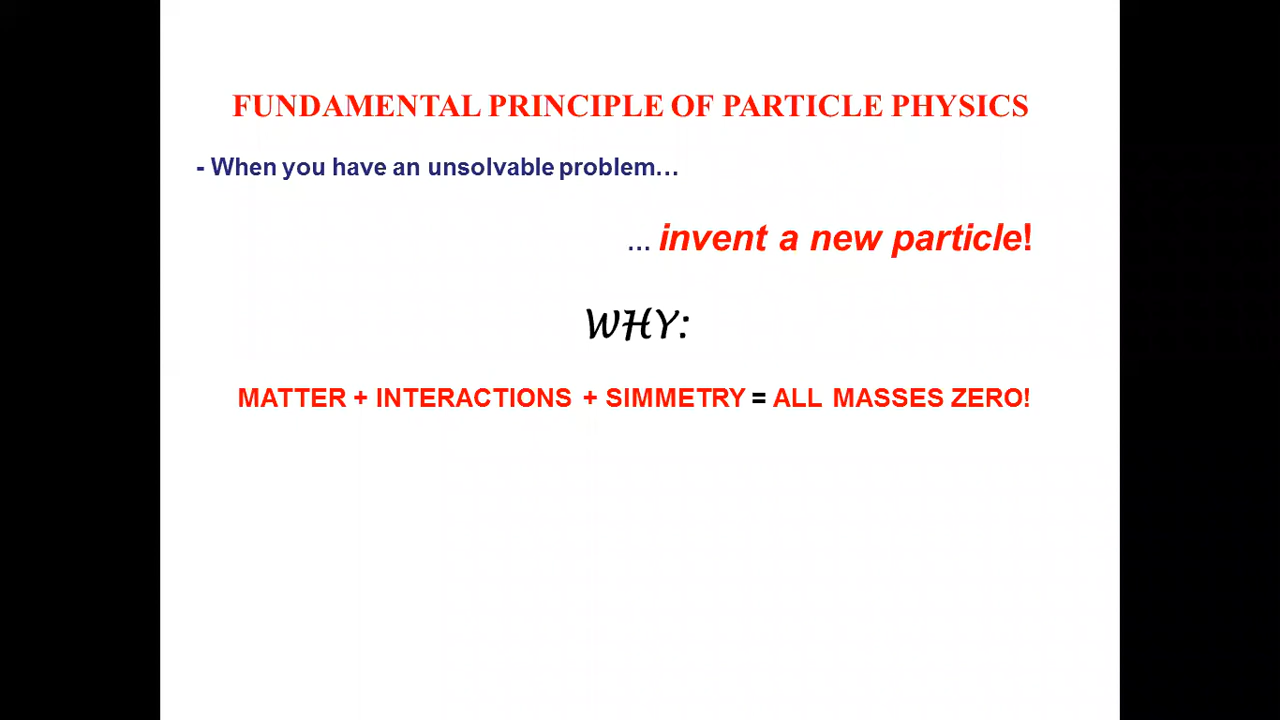 FUNDAMENTAL PRINCIPLE OF PARTICLE PHYSICS
- When you have an unsolvable problem…
... invent a new particle!
WHY:
MATTER + INTERACTIONS + SIMMETRY = ALL MASSES ZERO!